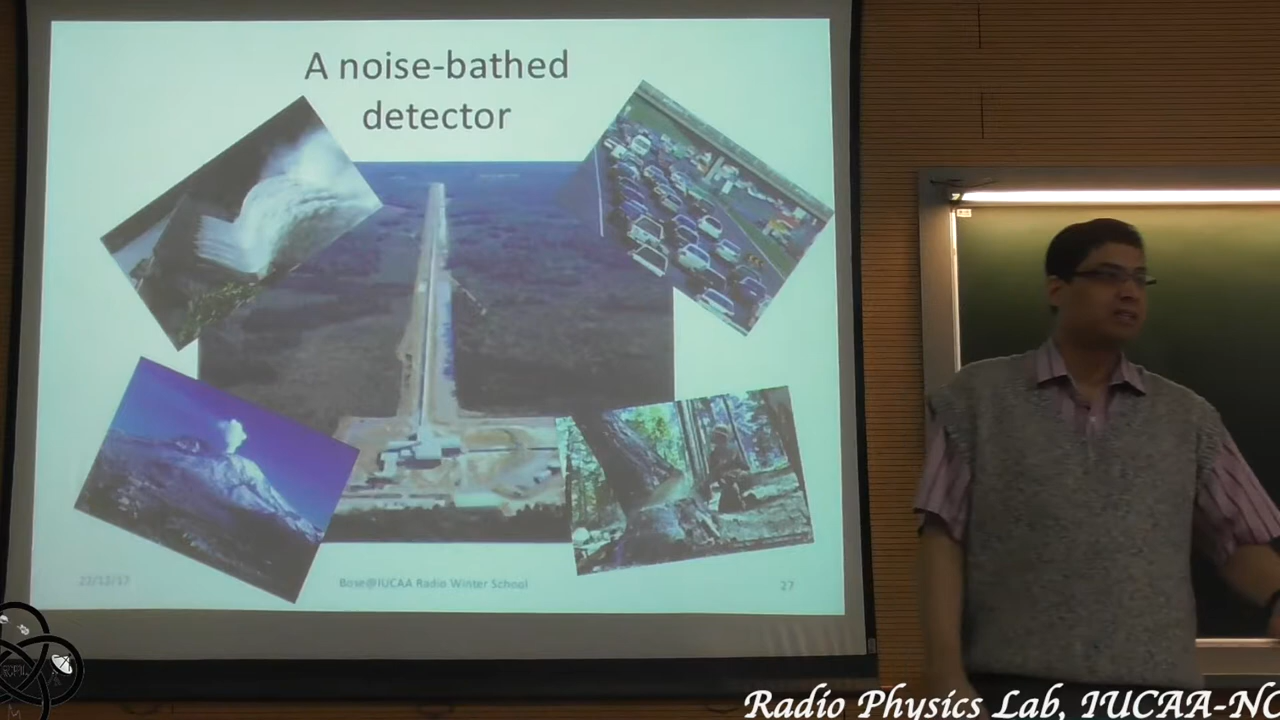 A noise-bathed
detector
22/12/17
Bose@IUCAA Radio Winter School
27
Radio Physics Lab, IUCAA-NC